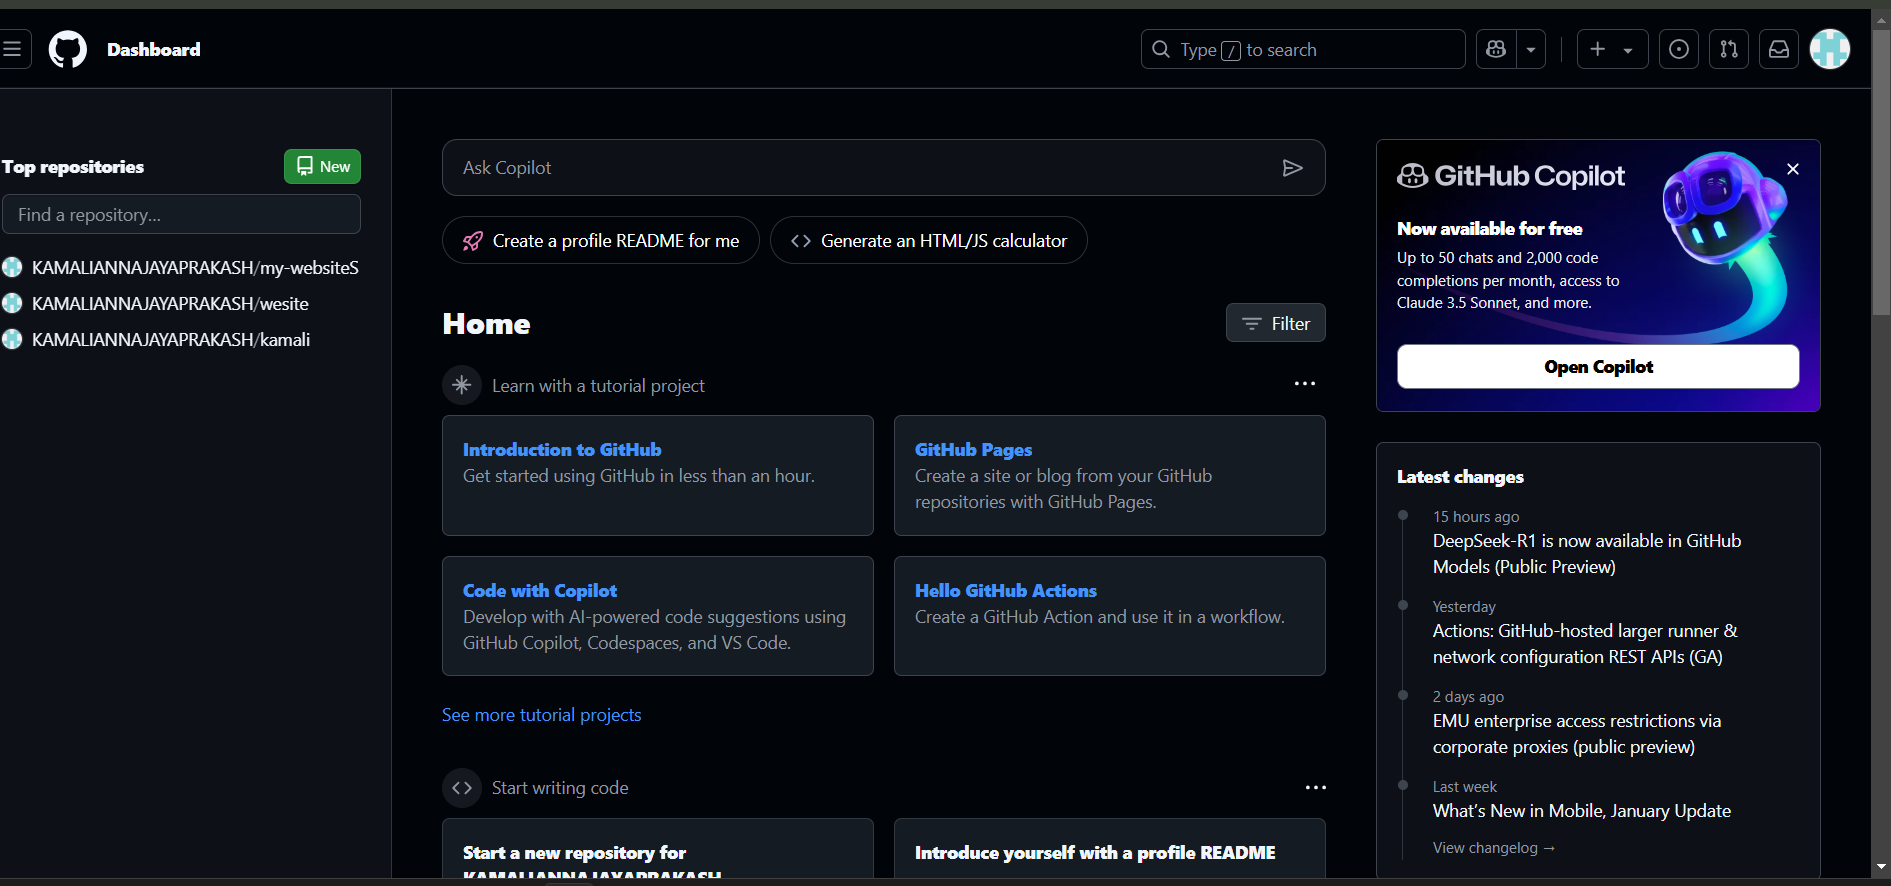 Dashboard
Type / to search
Top repositories
New
Find a repository...
KAMALIANNAJAYAPRAKASH/my-websiteS
KAMALIANNAJAYAPRAKASH/wesite
KAMALIANNAJAYAPRAKASH/kamali
Ask Copilot
Create a profile README for me
Generate an HTML/JS calculator
Home
Filter
Learn with a tutorial project
Introduction to GitHub
Get started using GitHub in less than an hour.
GitHub Pages
Create a site or blog from your GitHub
repositories with GitHub Pages.
Code with Copilot
Develop with AI-powered code suggestions using
GitHub Copilot, Codespaces, and VS Code.
Hello GitHub Actions
Create a GitHub Action and use it in a workflow.
See more tutorial projects
Start writing code
Start a new repository for
KAMALIANNAJAYAPRAKASH
Introduce yourself with a profile README
GitHub Copilot
Now available for free
Up to 50 chats and 2,000 code
completions per month, access to
Claude 3.5 Sonnet, and more.
Open Copilot
Latest changes
15 hours ago
DeepSeek-R1 is now available in GitHub
Models (Public Preview)
Yesterday
Actions: GitHub-hosted larger runner &
network configuration REST APIs (GA)
2 days ago
EMU enterprise access restrictions via
corporate proxies (public preview)
Last week
What's New in Mobile, January Update
View changelog →